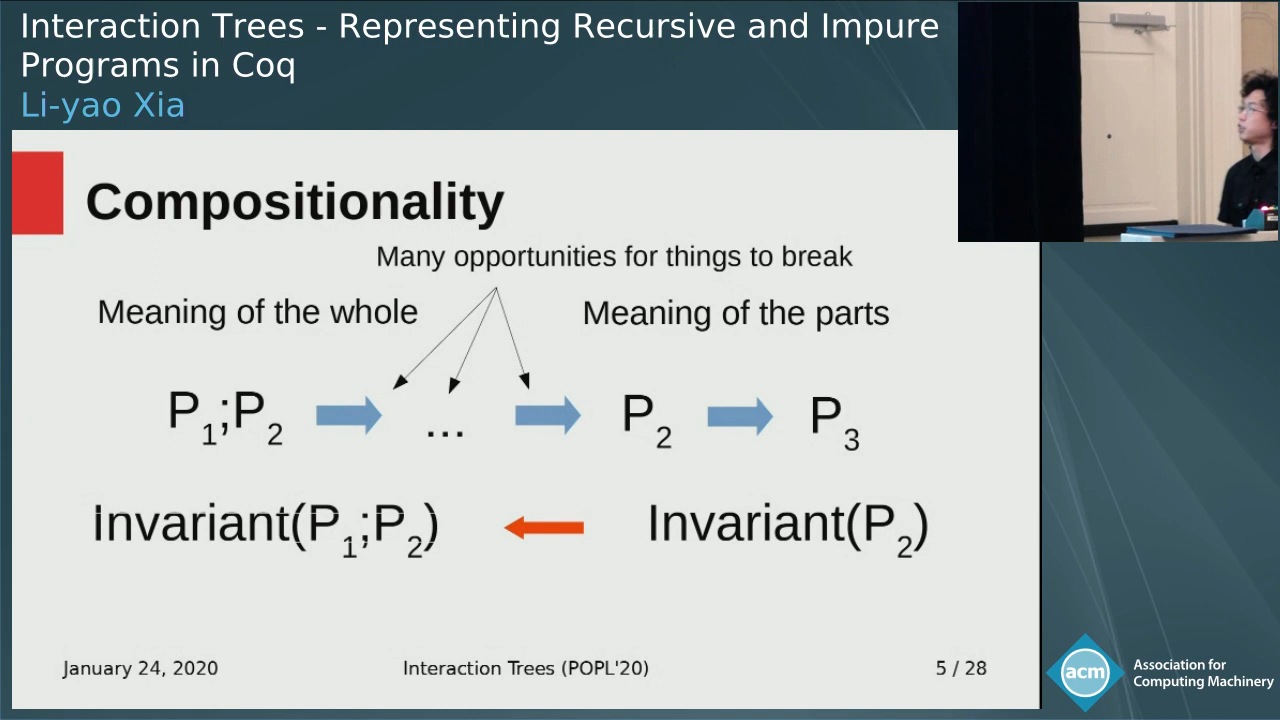 Interaction Trees - Representing Recursive and Impure
Programs in Coq
Li-yao Xia
Compositionality
Many opportunities for things to break
Meaning of the whole Meaning of the parts
P1;P2 ... P2 P3
Invariant(P1;P2) Invariant(P2)
January 24, 2020 Interaction Trees (POPL'20) 5 / 28
acm Association for
Computing Machinery